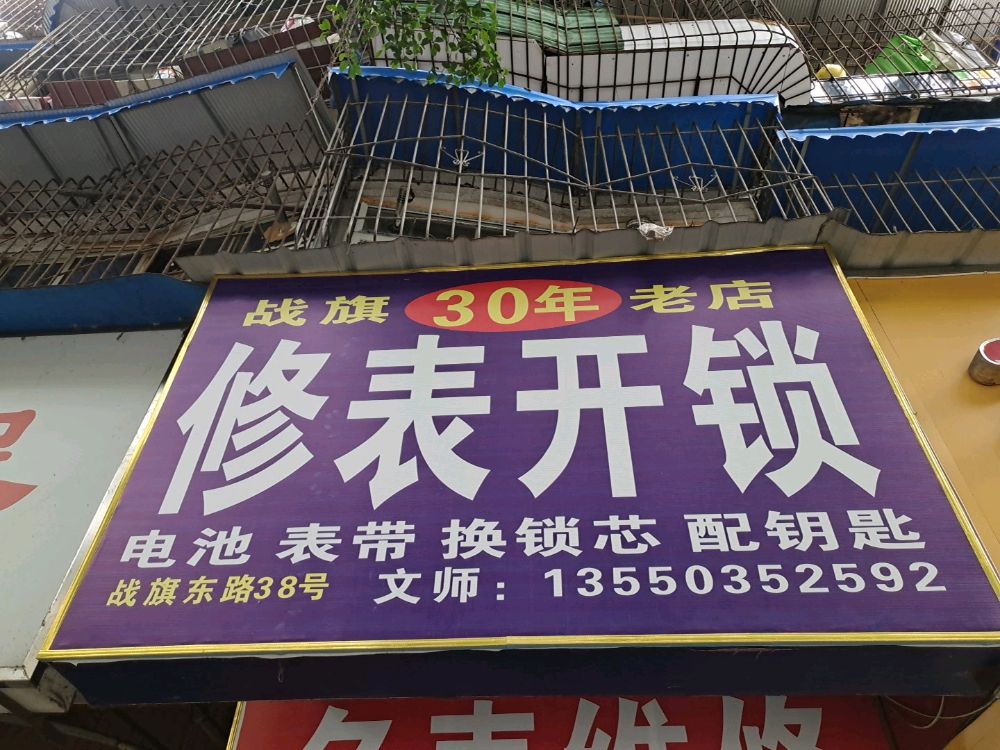 战旗 30年 老店
修表开锁
电池 表带 换锁芯 配钥匙
战旗东路38号 文师：13550352592